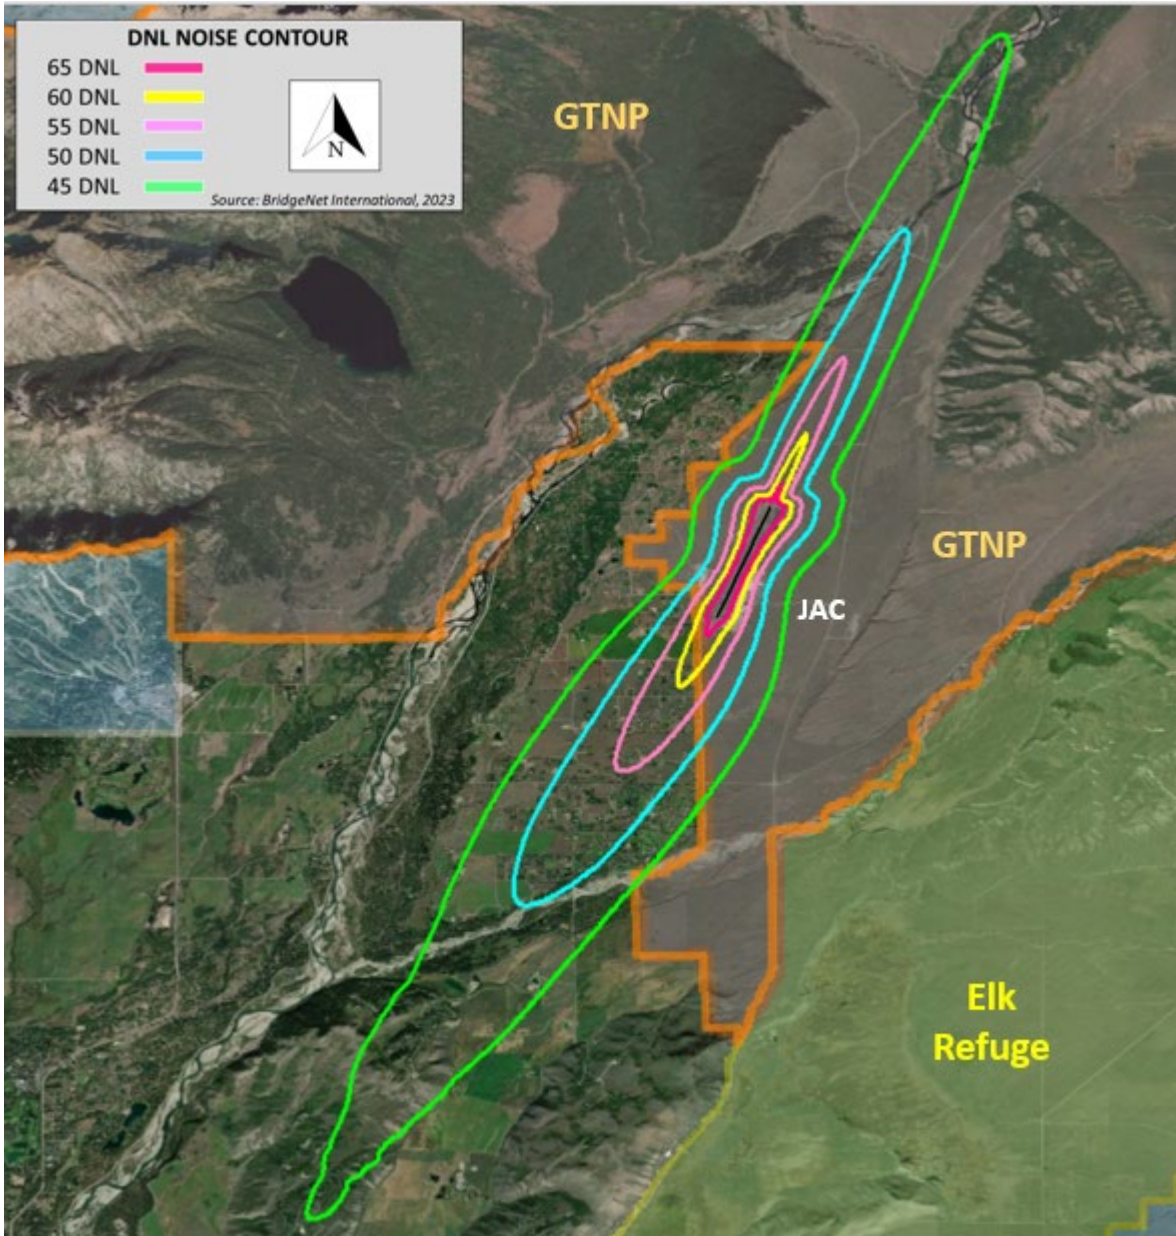 DNL NOISE CONTOUR
65 DNL
60 DNL
55 DNL
50 DNL
45 DNL
N
Source: BridgeNet International, 2023
GTNP
GTNP
JAC
Elk
Refuge